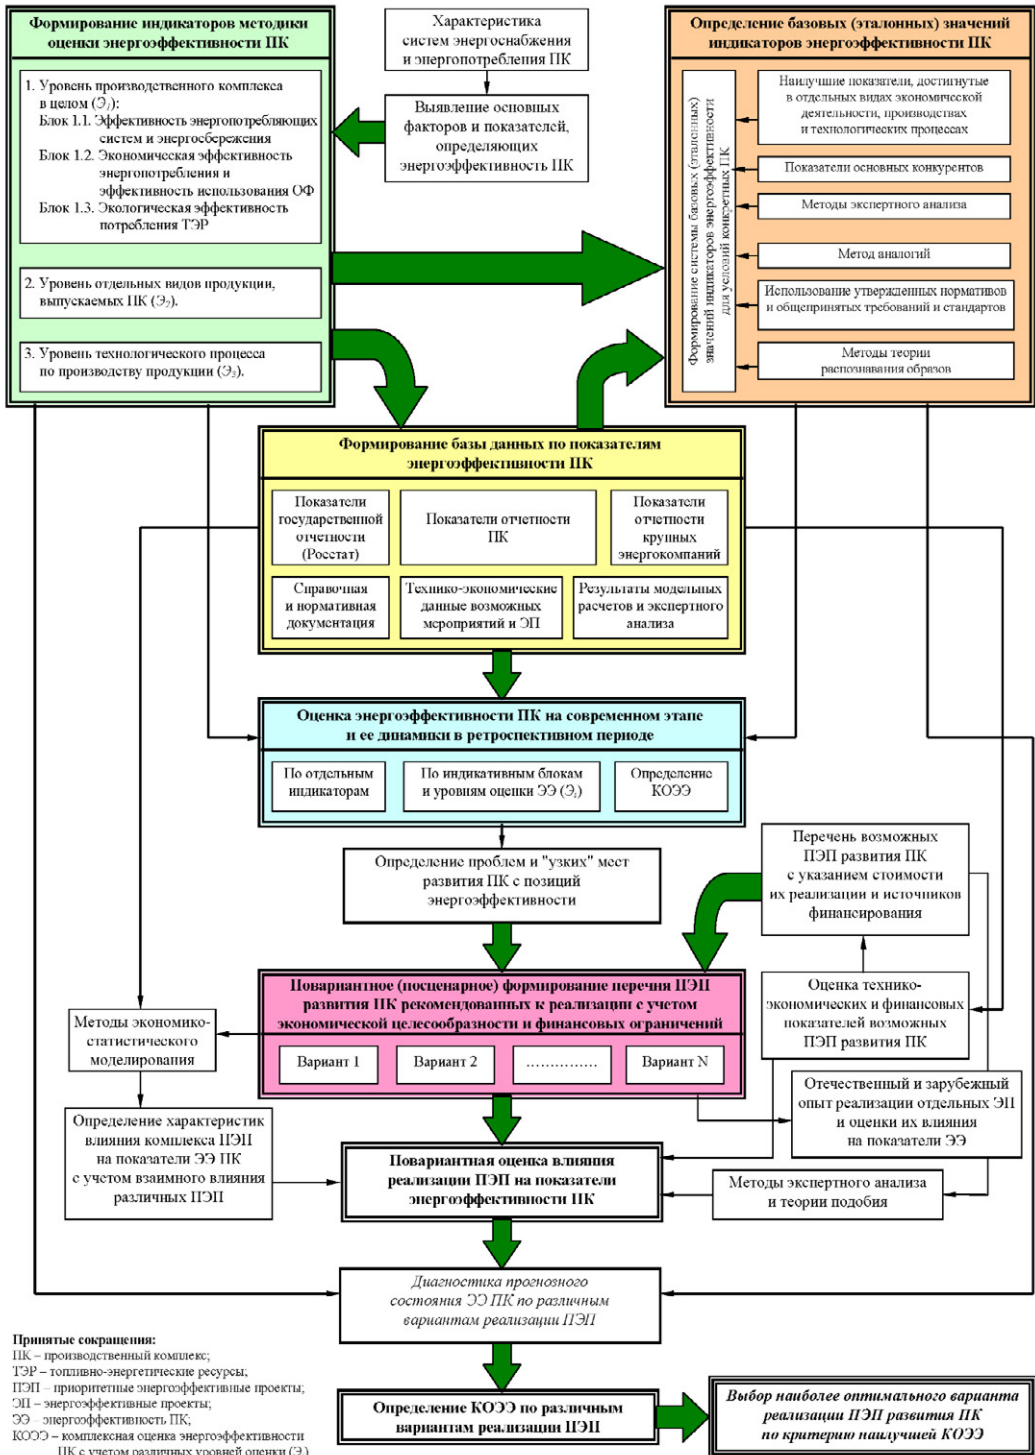 Формирование индикаторов методики
оценки энергоэффективности ПК
1. Уровень производственного комплекса
в целом (Э₁):
Блок 1.1. Эффективность энергопотребляющих
систем и энергосбережения
Блок 1.2. Экономическая эффективность
энергопотребления и
эффективность использования ОФ
Блок 1.3. Экологическая эффективность
потребления ТЭР
2. Уровень отдельных видов продукции,
выпускаемых ПК (Э₂).
3. Уровень технологического процесса
по производству продукции (Э₃).
Характеристика
систем энергоснабжения
и энергопотребления ПК
Выявление основных
факторов и показателей,
определяющих
энергоэффективность ПК
Определение базовых (эталонных) значений
индикаторов энергоэффективности ПК
Формирование системы базовых (эталонных)
значений индикаторов энергоэффективности
для условий конкретных ПК
Наилучшие показатели, достигнутые
в отдельных видах экономической
деятельности, производствах
и технологических процессах
Показатели основных конкурентов
Методы экспертного анализа
Метод аналогий
Использование утвержденных нормативов
и общепринятых требований и стандартов
Методы теории
распознавания образов
Формирование базы данных по показателям
энергоэффективности ПК
Показатели
государственной
отчетности
(Росстат)
Показатели отчетности
ПК
Показатели
отчетности
крупных
энергокомпаний
Справочная
и нормативная
документация
Технико-экономические
данные возможных
мероприятий и ЭП
Результаты модельных
расчетов и экспертного
анализа
Оценка энергоэффективности ПК на современном этапе
и ее динамики в ретроспективном периоде
По отдельным
индикаторам
По индикативным блокам
и уровням оценки ЭЭ (Эᵢ)
Определение
КОЭЭ
Определение проблем и "узких" мест
развития ПК с позиций
энергоэффективности
Перечень возможных
ПЭП развития ПК
с указанием стоимости
их реализации и источников
финансирования
Повариантное (посценарное) формирование перечня ПЭП
развития ПК рекомендованных к реализации с учетом
экономической целесообразности и финансовых ограничений
Вариант 1
Вариант 2
...............
Вариант N
Оценка технико-
экономических и финансовых
показателей возможных
ПЭП развития ПК
Методы экономико-
статистического
моделирования
Отечественный и зарубежный
опыт реализации отдельных ЭП
и оценки их влияния
на показатели ЭЭ
Определение характеристик
влияния комплекса ПЭП
на показатели ЭЭ ПК
с учетом взаимного влияния
различных ПЭП
Повариантная оценка влияния
реализации ПЭП на показатели
энергоэффективности ПК
Методы экспертного анализа
и теории подобия
Диагностика прогнозного
состояния ЭЭ ПК по различным
вариантам реализации ПЭП
Принятые сокращения:
ПК – производственный комплекс;
ТЭР – топливно-энергетические ресурсы;
ПЭП – приоритетные энергоэффективные проекты;
ЭП – энергоэффективные проекты;
ЭЭ – энергоэффективность ПК;
КОЭЭ – комплексная оценка энергоэффективности
ПК с учетом различных уровней оценки (Эᵢ)
Определение КОЭЭ по различным
вариантам реализации ПЭП
Выбор наиболее оптимального варианта
реализации ПЭП развития ПК
по критерию наилучшей КОЭЭ